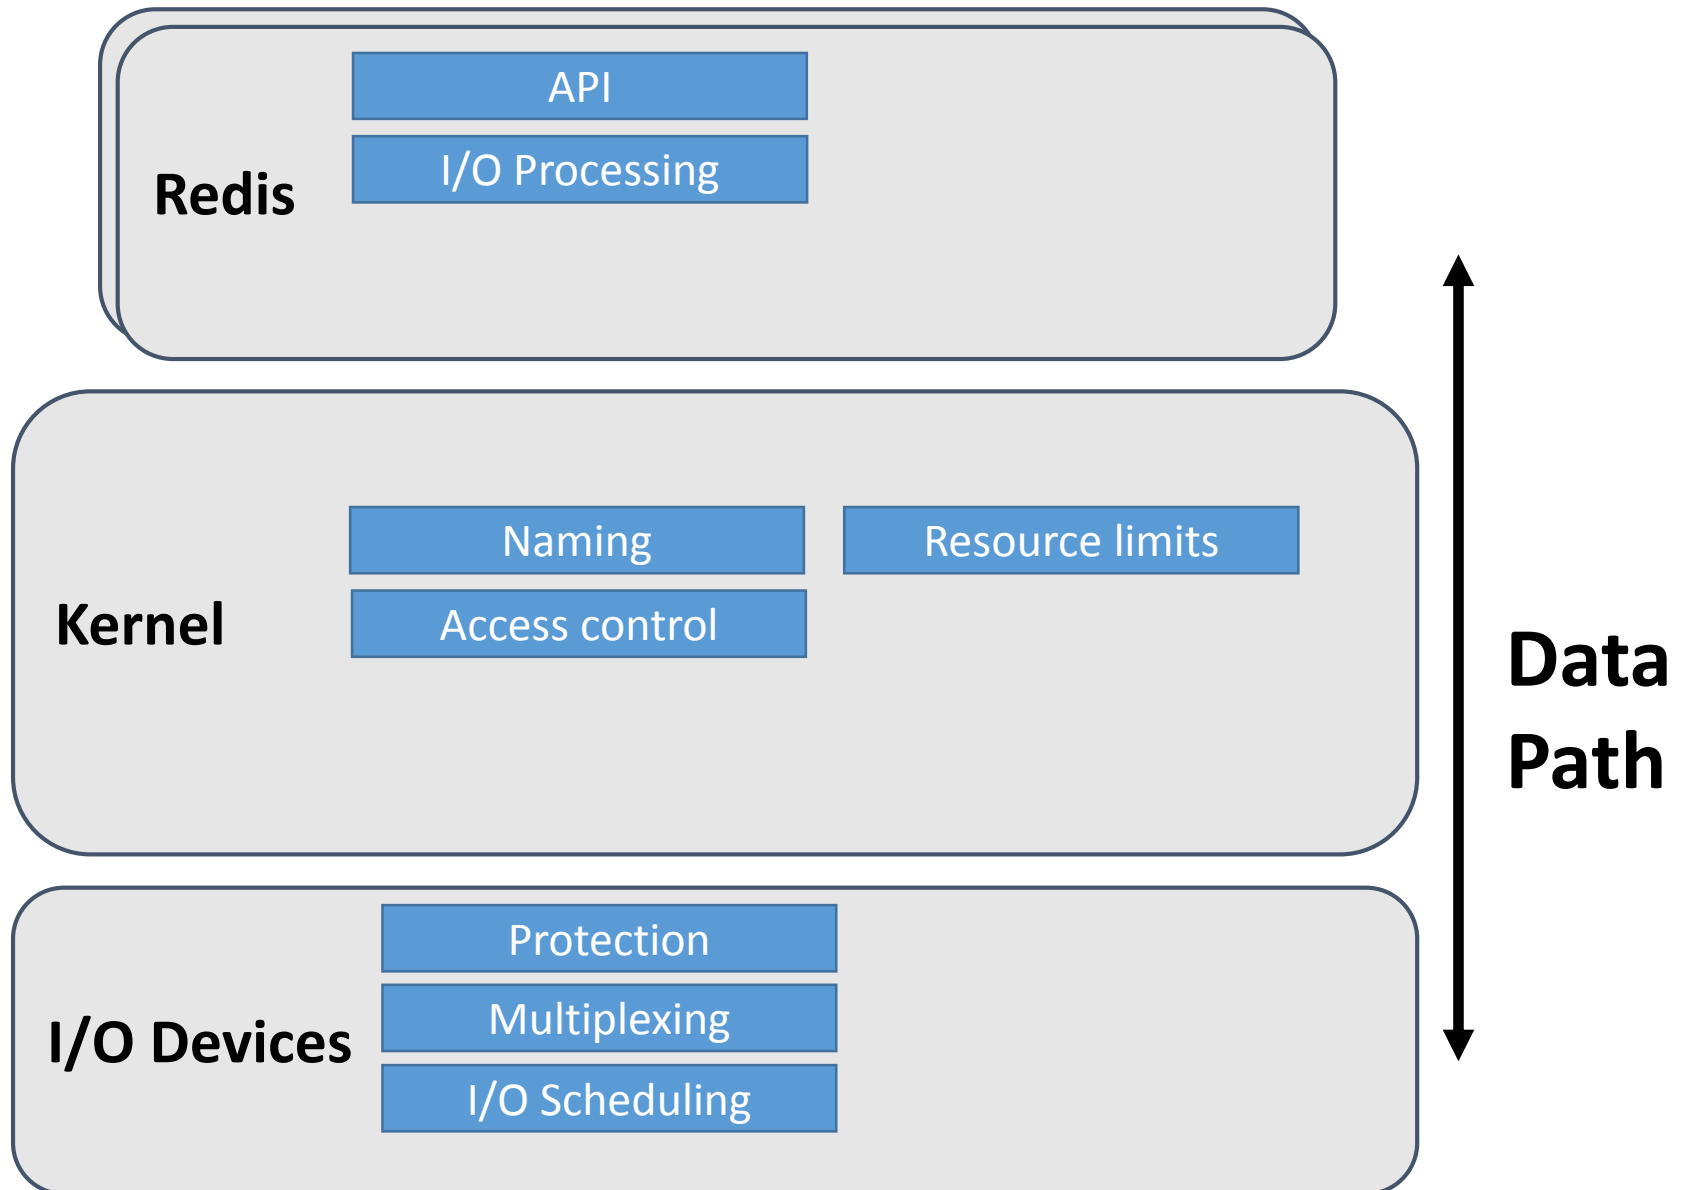 API
I/O Processing
Redis
Naming
Resource limits
Kernel
Access control
Data
Path
Protection
Multiplexing
I/O Devices
I/O Scheduling